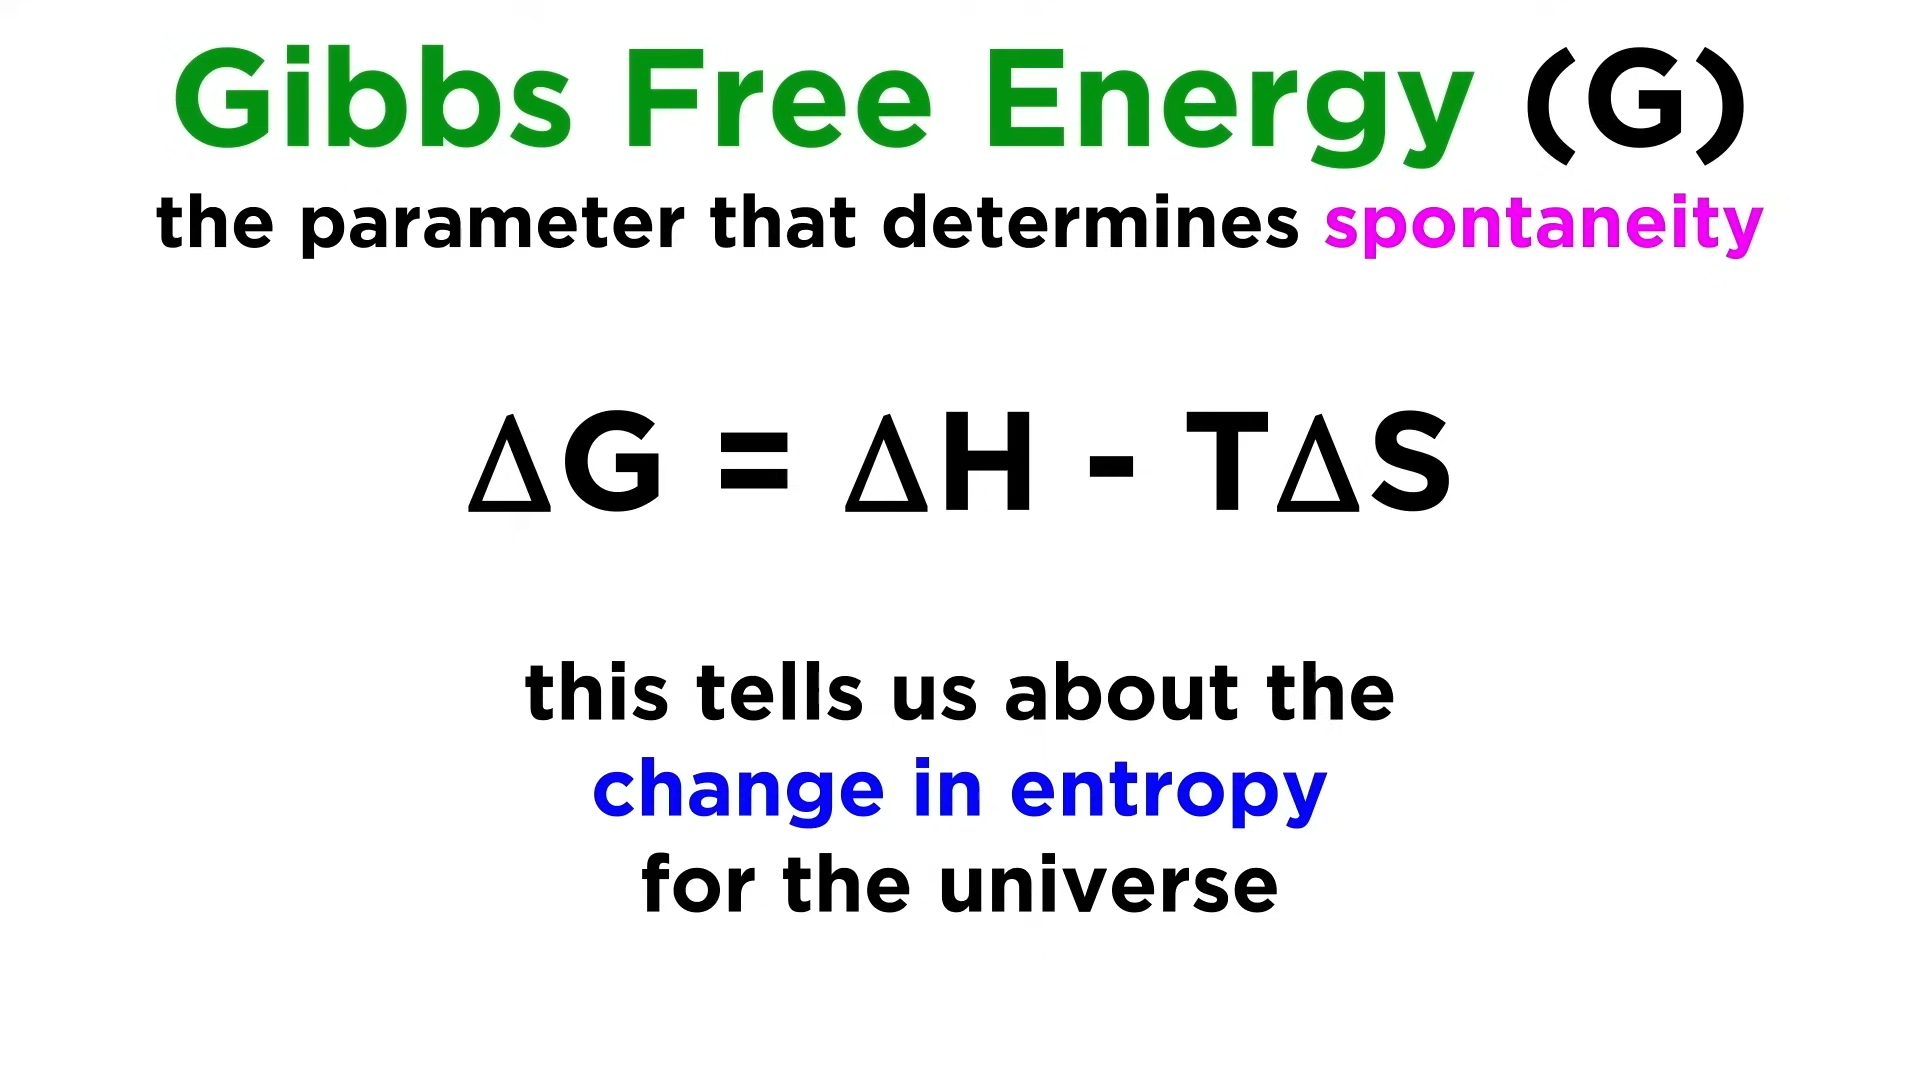 Gibbs Free Energy (G)
the parameter that determines spontaneity
ΔG = ΔH - TΔS
this tells us about the
change in entropy
for the universe